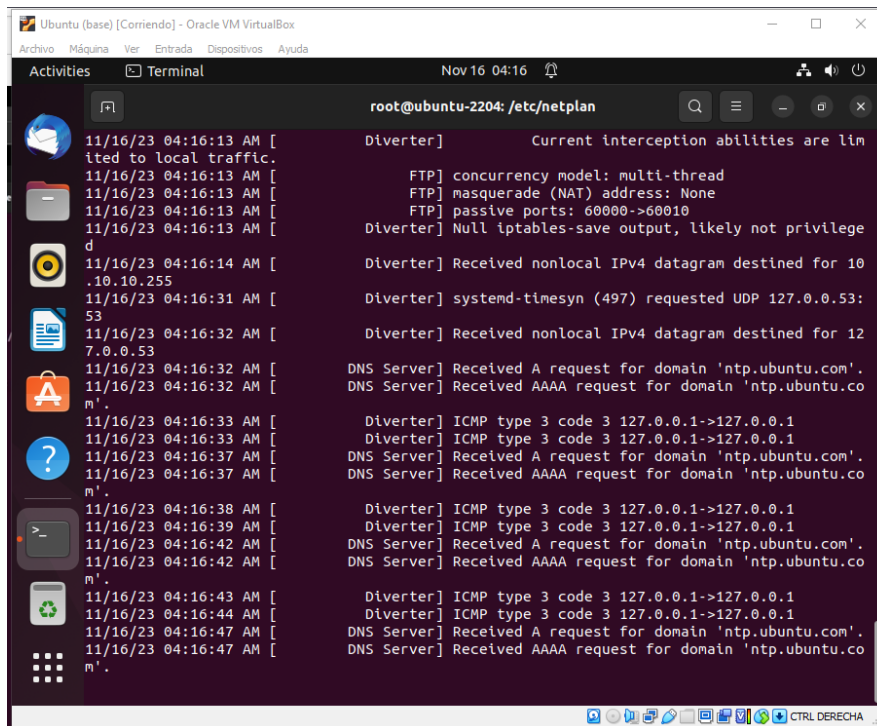 Ubuntu (base) [Corriendo] - Oracle VM VirtualBox
Archivo Máquina Ver Entrada Dispositivos Ayuda
Activities Terminal Nov 16 04:16
root@ubuntu-2204: /etc/netplan
11/16/23 04:16:13 AM [ Diverter] Current interception abilities are lim
ited to local traffic.
11/16/23 04:16:13 AM [ FTP] concurrency model: multi-thread
11/16/23 04:16:13 AM [ FTP] masquerade (NAT) address: None
11/16/23 04:16:13 AM [ FTP] passive ports: 60000->60010
11/16/23 04:16:13 AM [ Diverter] Null iptables-save output, likely not privilege
d
11/16/23 04:16:14 AM [ Diverter] Received nonlocal IPv4 datagram destined for 10
.10.10.255
11/16/23 04:16:31 AM [ Diverter] systemd-timesyn (497) requested UDP 127.0.0.53:
53
11/16/23 04:16:32 AM [ Diverter] Received nonlocal IPv4 datagram destined for 12
7.0.0.53
11/16/23 04:16:32 AM [ DNS Server] Received A request for domain 'ntp.ubuntu.com'.
11/16/23 04:16:32 AM [ DNS Server] Received AAAA request for domain 'ntp.ubuntu.co
m'.
11/16/23 04:16:33 AM [ Diverter] ICMP type 3 code 3 127.0.0.1->127.0.0.1
11/16/23 04:16:33 AM [ Diverter] ICMP type 3 code 3 127.0.0.1->127.0.0.1
11/16/23 04:16:37 AM [ DNS Server] Received A request for domain 'ntp.ubuntu.com'.
11/16/23 04:16:37 AM [ DNS Server] Received AAAA request for domain 'ntp.ubuntu.co
m'.
11/16/23 04:16:38 AM [ Diverter] ICMP type 3 code 3 127.0.0.1->127.0.0.1
11/16/23 04:16:39 AM [ Diverter] ICMP type 3 code 3 127.0.0.1->127.0.0.1
11/16/23 04:16:42 AM [ DNS Server] Received A request for domain 'ntp.ubuntu.com'.
11/16/23 04:16:42 AM [ DNS Server] Received AAAA request for domain 'ntp.ubuntu.co
m'.
11/16/23 04:16:43 AM [ Diverter] ICMP type 3 code 3 127.0.0.1->127.0.0.1
11/16/23 04:16:44 AM [ Diverter] ICMP type 3 code 3 127.0.0.1->127.0.0.1
11/16/23 04:16:47 AM [ DNS Server] Received A request for domain 'ntp.ubuntu.com'.
11/16/23 04:16:47 AM [ DNS Server] Received AAAA request for domain 'ntp.ubuntu.co
m'.
CTRL DERECHA